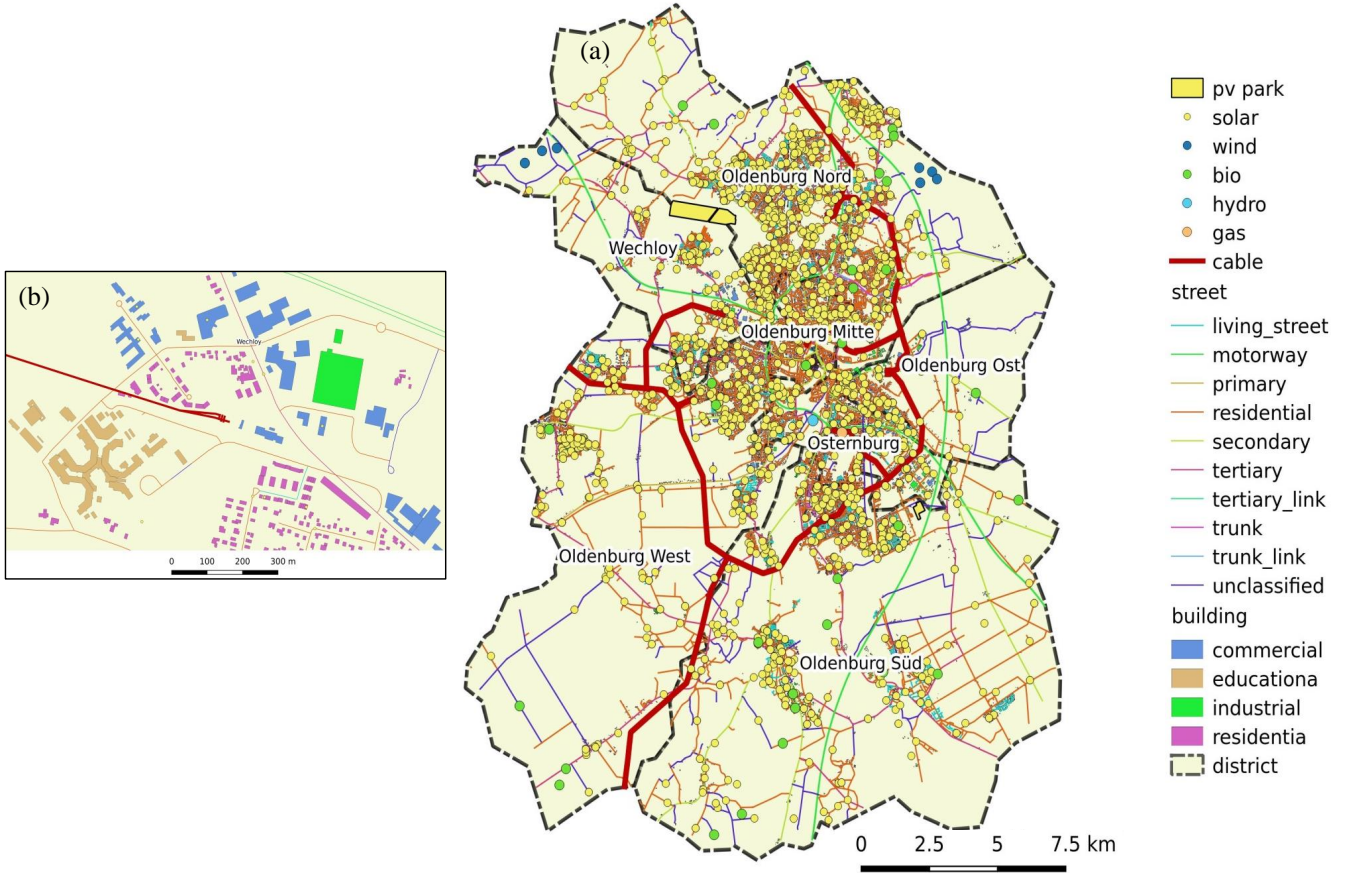 (a)
Oldenburg Nord
Wechloy
Oldenburg Mitte
Oldenburg Ost
Osternburg
Oldenburg West
Oldenburg Süd
0 2.5 5 7.5 km
(b)
Wechloy
0 100 200 300 m
pv park
solar
wind
bio
hydro
gas
cable
street
living_street
motorway
primary
residential
secondary
tertiary
tertiary_link
trunk
trunk_link
unclassified
building
commercial
educationa
industrial
residentia
district